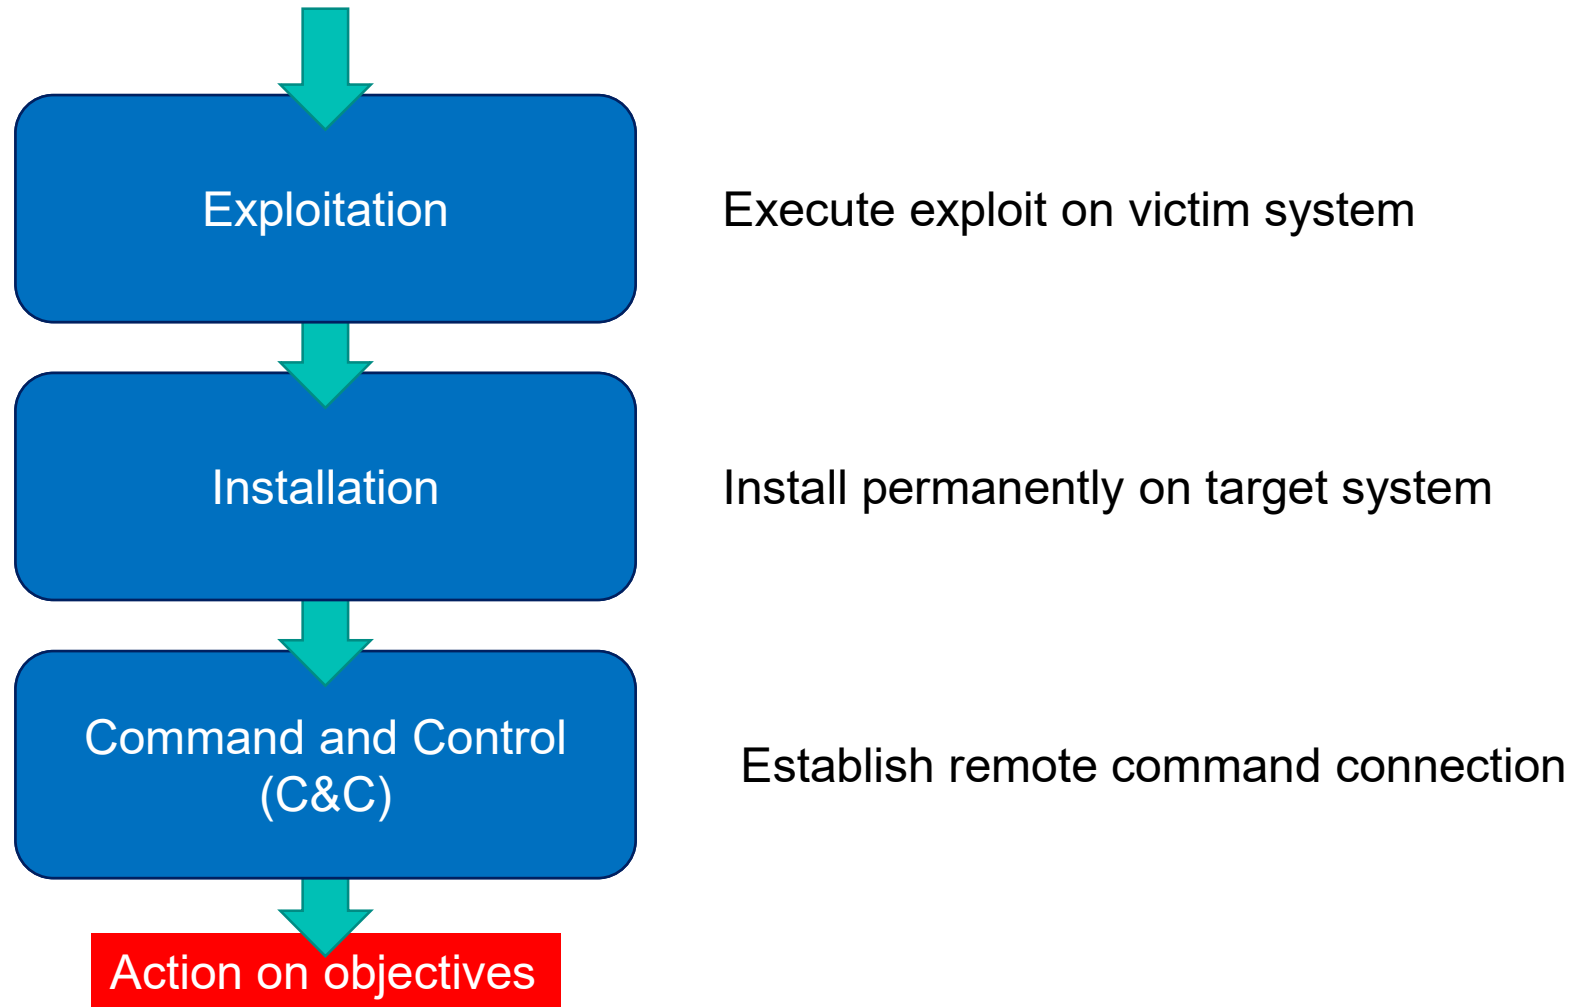 Exploitation
Execute exploit on victim system
Installation
Install permanently on target system
Command and Control
(C&C)
Establish remote command connection
Action on objectives